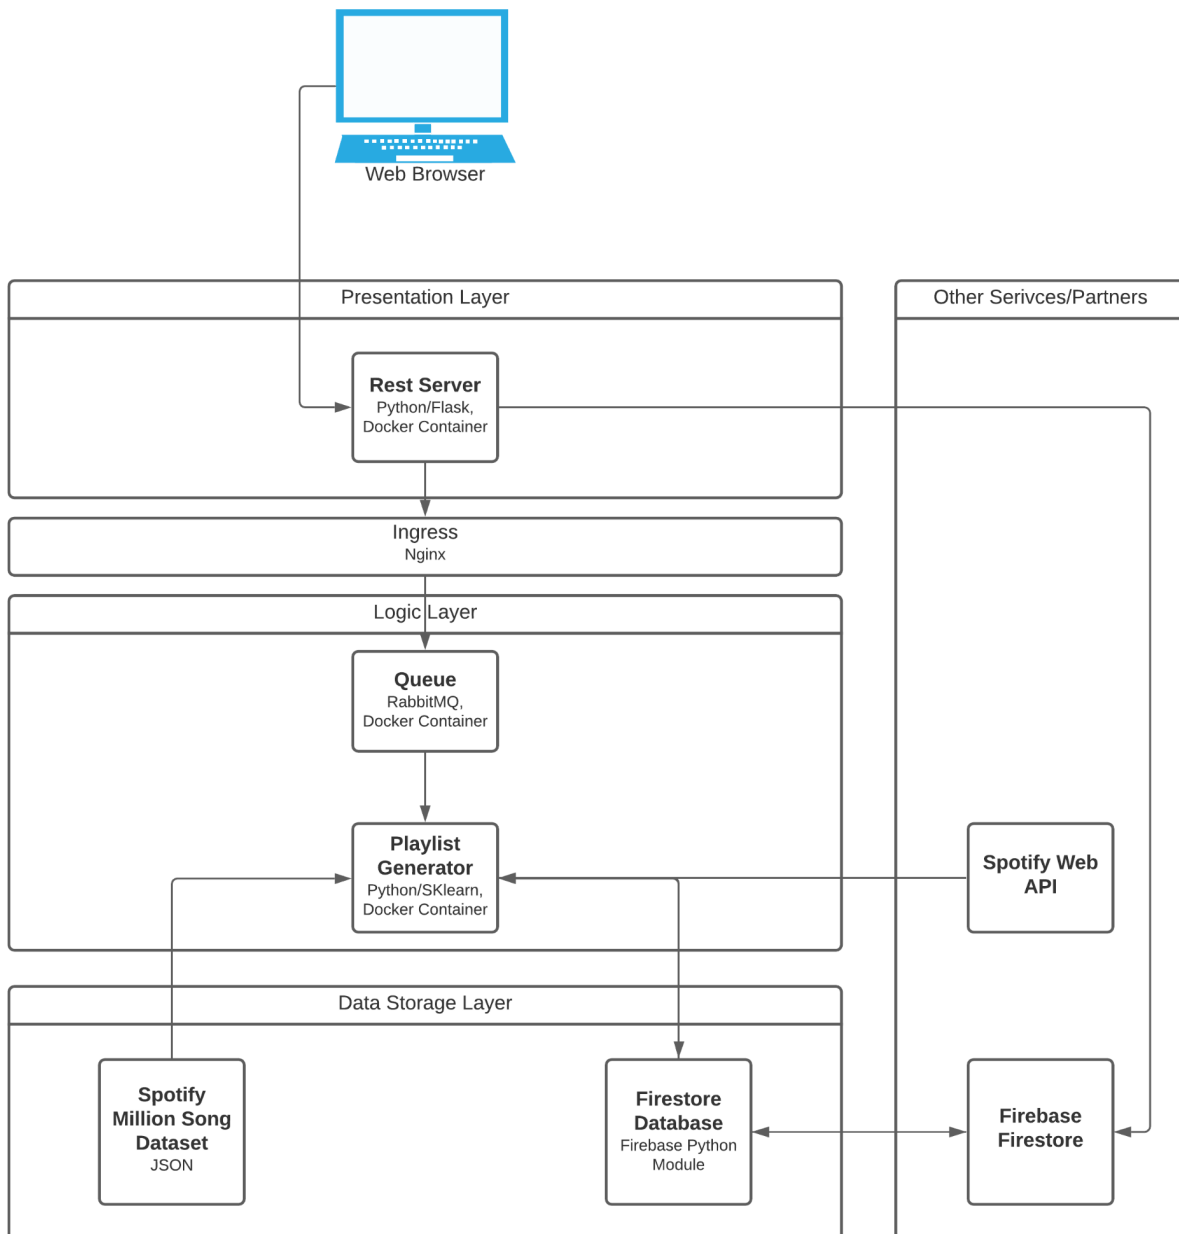 Web Browser
Presentation Layer
Other Serivces/Partners
Rest Server
Python/Flask,
Docker Container
Ingress
Nginx
Logic Layer
Queue
RabbitMQ,
Docker Container
Playlist
Generator
Python/SKlearn,
Docker Container
Spotify Web
API
Data Storage Layer
Spotify
Million Song
Dataset
JSON
Firestore
Database
Firebase Python
Module
Firebase
Firestore